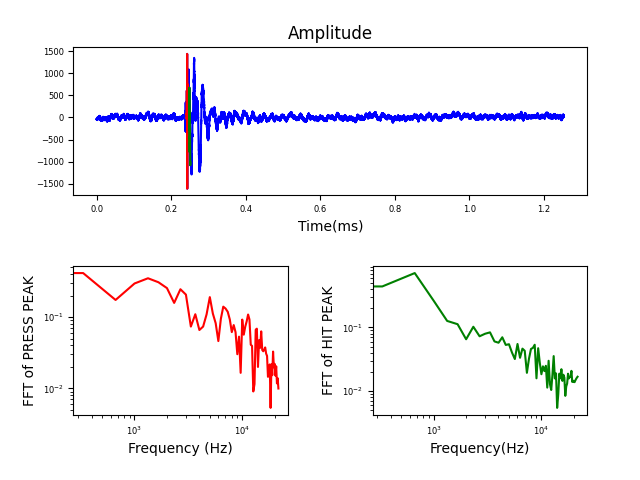 Amplitude
1500
1000
500
0
−500
−1000
−1500
0.0 0.2 0.4 0.6 0.8 1.0 1.2
Time(ms)
FFT of PRESS PEAK
10⁻¹
10⁻²
10³ 10⁴
Frequency (Hz)
FFT of HIT PEAK
10⁻¹
10⁻²
10³ 10⁴
Frequency(Hz)